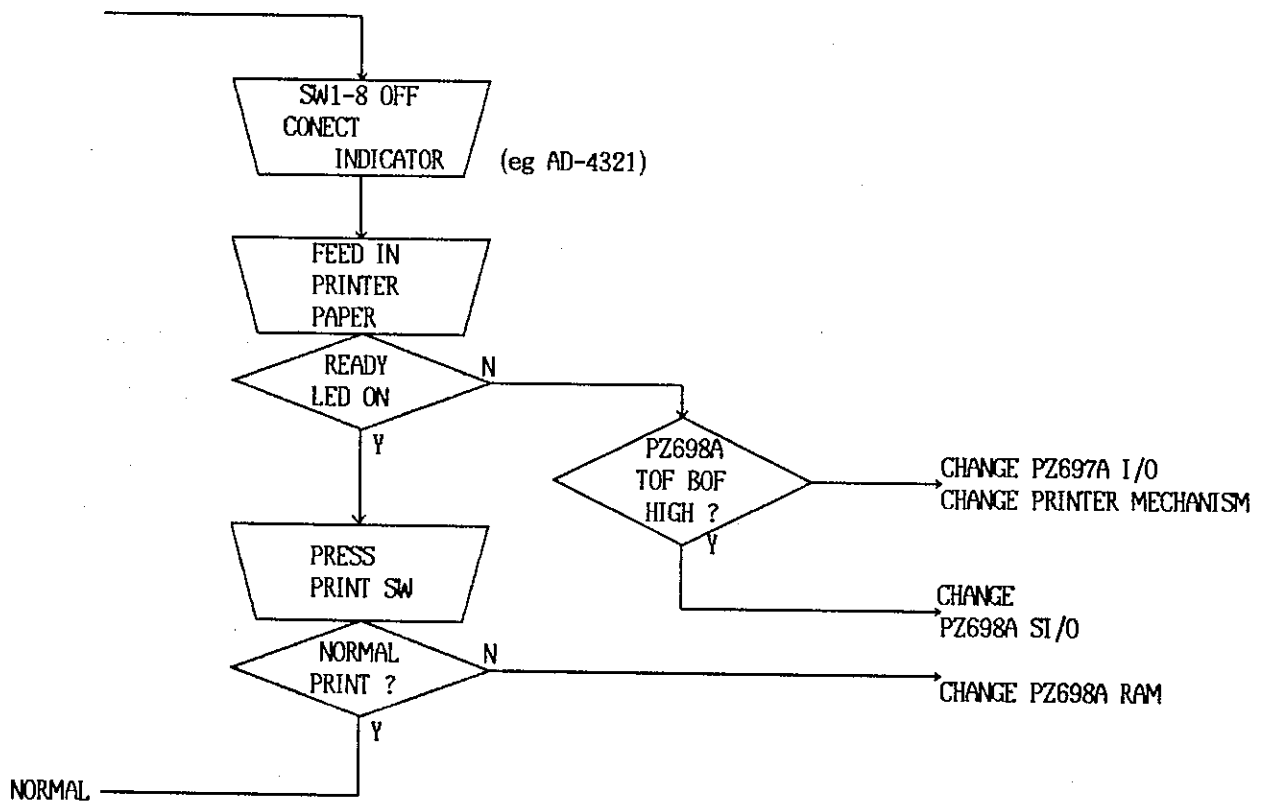 SW1-8 OFF
CONECT
INDICATOR
(eg AD-4321)
FEED IN
PRINTER
PAPER
READY
LED ON
N
Y
PZ698A
TOF BOF
HIGH ?
Y
CHANGE PZ697A I/O
CHANGE PRINTER MECHANISM
PRESS
PRINT SW
CHANGE
PZ698A SI/O
NORMAL
PRINT ?
N
CHANGE PZ698A RAM
Y
NORMAL